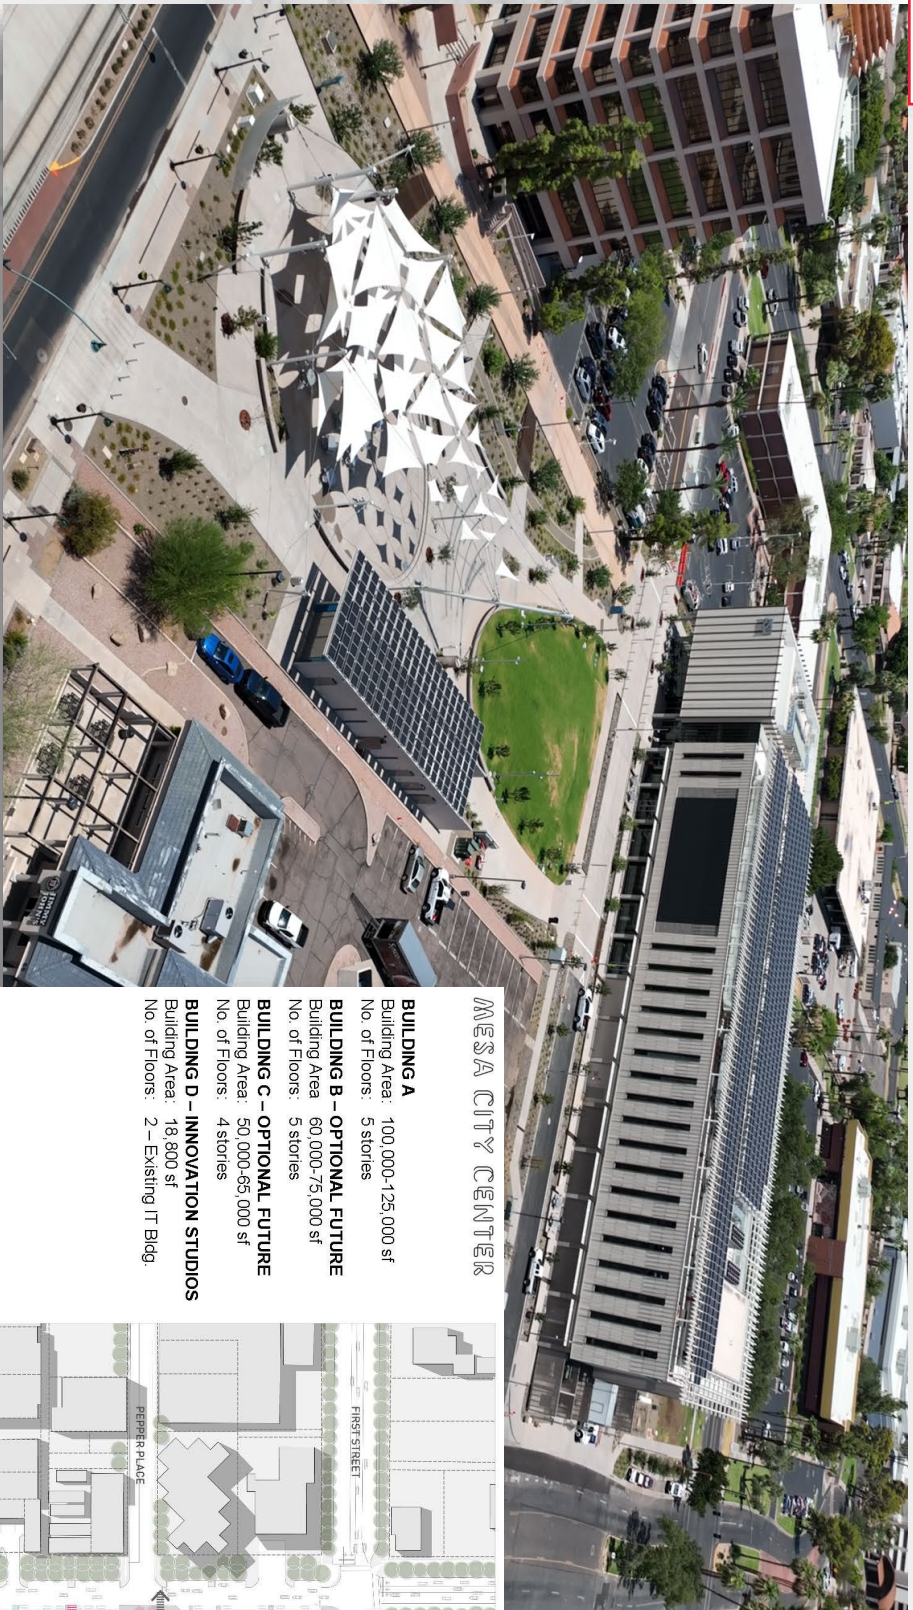 MESA CITY CENTER
BUILDING A
Building Area: 100,000-125,000 sf
No. of Floors: 5 stories
BUILDING B – OPTIONAL FUTURE
Building Area 60,000-75,000 sf
No. of Floors: 5 stories
BUILDING C – OPTIONAL FUTURE
Building Area: 50,000-65,000 sf
No. of Floors: 4 stories
BUILDING D – INNOVATION STUDIOS
Building Area: 18,800 sf
No. of Floors: 2 – Existing IT Bldg.
FIRST STREET
PEPPER PLACE
JIMMY
JOHN'S